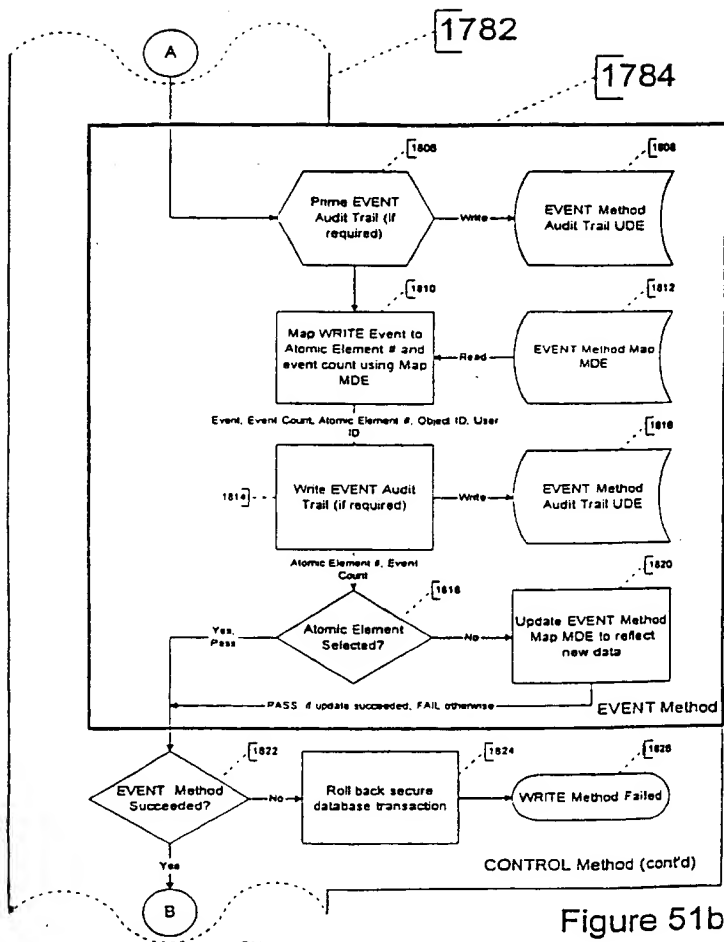 A
1782
1784
1806
1808
Prime EVENT
Audit Trail (if
required)
Write
EVENT Method
Audit Trail UDE
1810
1812
Map WRITE Event to
Atomic Element # and
event count using Map
MDE
Read
EVENT Method Map
MDE
Event, Event Count, Atomic Element #, Object ID, User
ID
1816
1814
Write EVENT Audit
Trail (if required)
Write
EVENT Method
Audit Trail UDE
Atomic Element #, Event
Count
1818
1820
Yes,
Pass
Atomic Element
Selected?
No
Update EVENT Method
Map MDE to reflect
new data
PASS if update succeeded, FAIL otherwise
EVENT Method
1822
1824
1826
EVENT Method
Succeeded?
No
Roll back secure
database transaction
WRITE Method Failed
Yes
CONTROL Method (cont'd)
B
Figure 51b